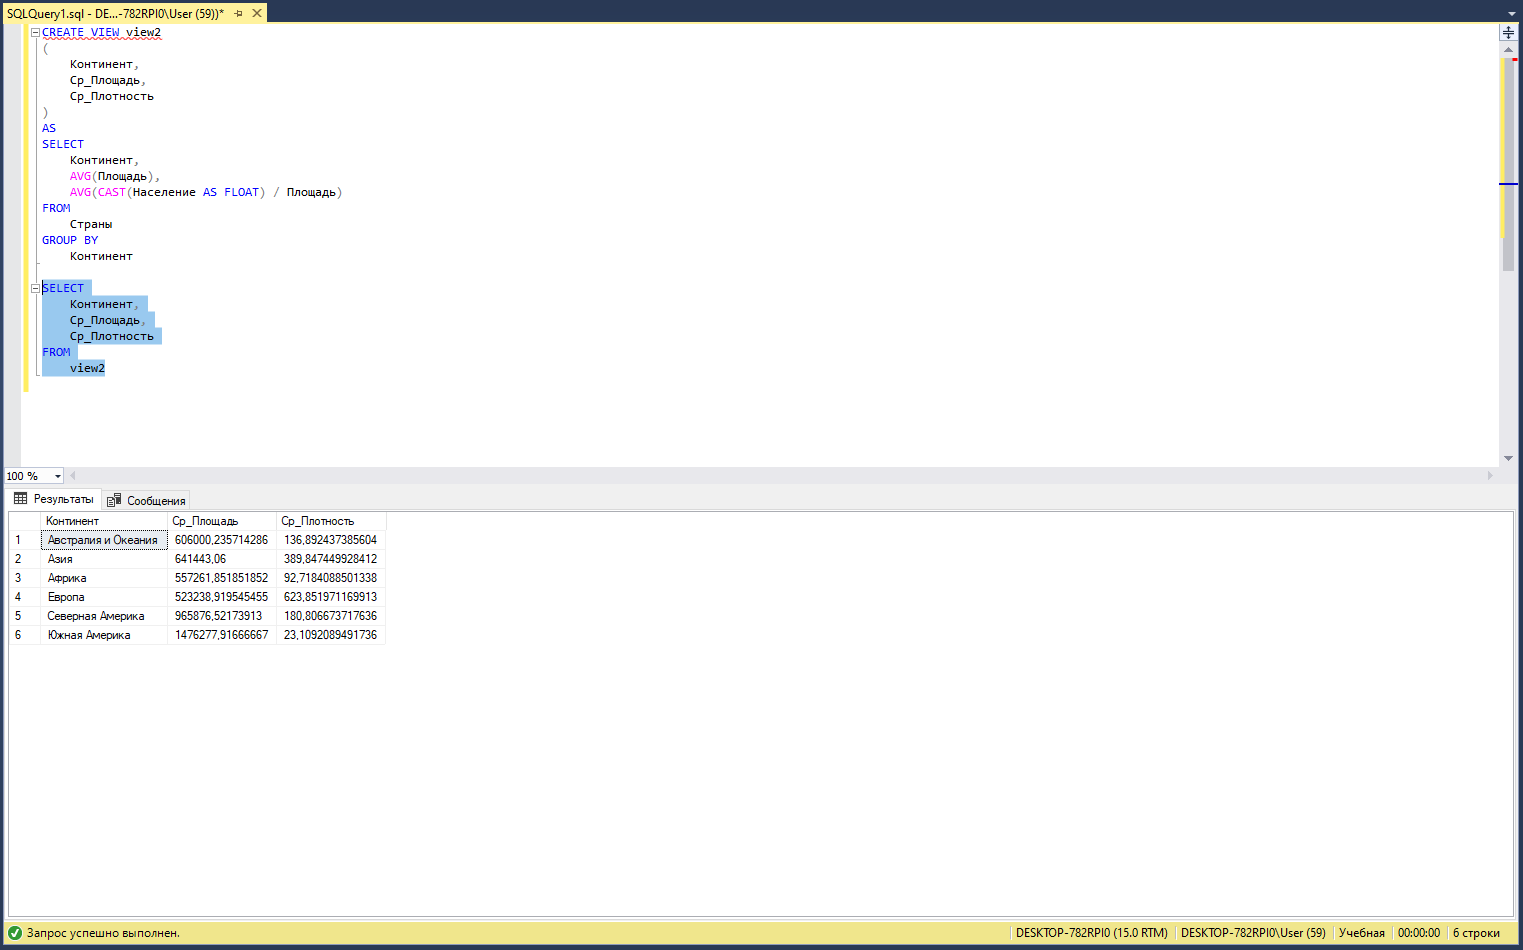 SQLQuery1.sql - DE...-782RPI0\User (59))*
CREATE VIEW view2
(
Континент,
Ср_Площадь,
Ср_Плотность
)
AS
SELECT
Континент,
AVG(Площадь),
AVG(CAST(Население AS FLOAT) / Площадь)
FROM
Страны
GROUP BY
Континент
SELECT
Континент,
Ср_Площадь,
Ср_Плотность
FROM
view2
100 %
Результаты Сообщения
Континент Ср_Площадь Ср_Плотность
1 Австралия и Океания 606000,235714286 136,892437385604
2 Азия 641443,06 389,847449928412
3 Африка 557261,851851852 92,7184088501338
4 Европа 523238,919545455 623,851971169913
5 Северная Америка 965876,52173913 180,806673717636
6 Южная Америка 1476277,91666667 23,1092089491736
Запрос успешно выполнен. DESKTOP-782RPI0 (15.0 RTM) DESKTOP-782RPI0\User (59) Учебная 00:00:00 6 строки